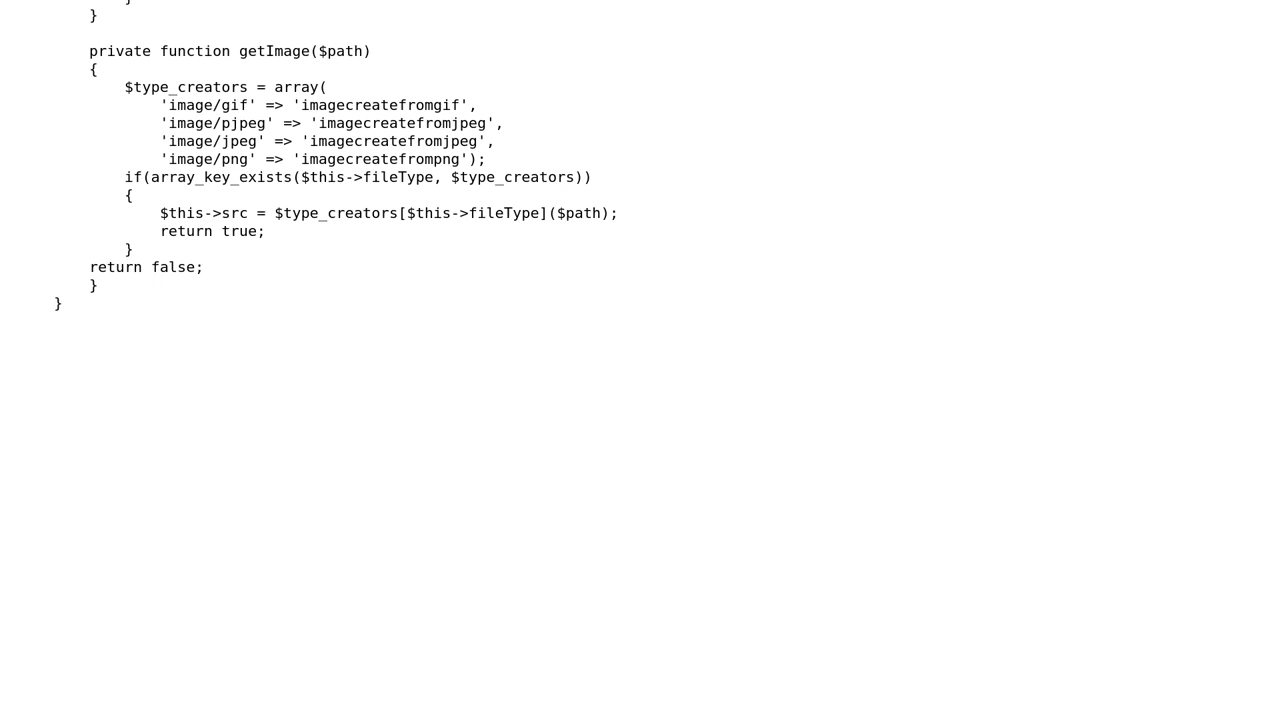 }
}
private function getImage($path)
{
$type_creators = array(
'image/gif' => 'imagecreatefromgif',
'image/pjpeg' => 'imagecreatefromjpeg',
'image/jpeg' => 'imagecreatefromjpeg',
'image/png' => 'imagecreatefrompng');
if(array_key_exists($this->fileType, $type_creators))
{
$this->src = $type_creators[$this->fileType]($path);
return true;
}
return false;
}
}